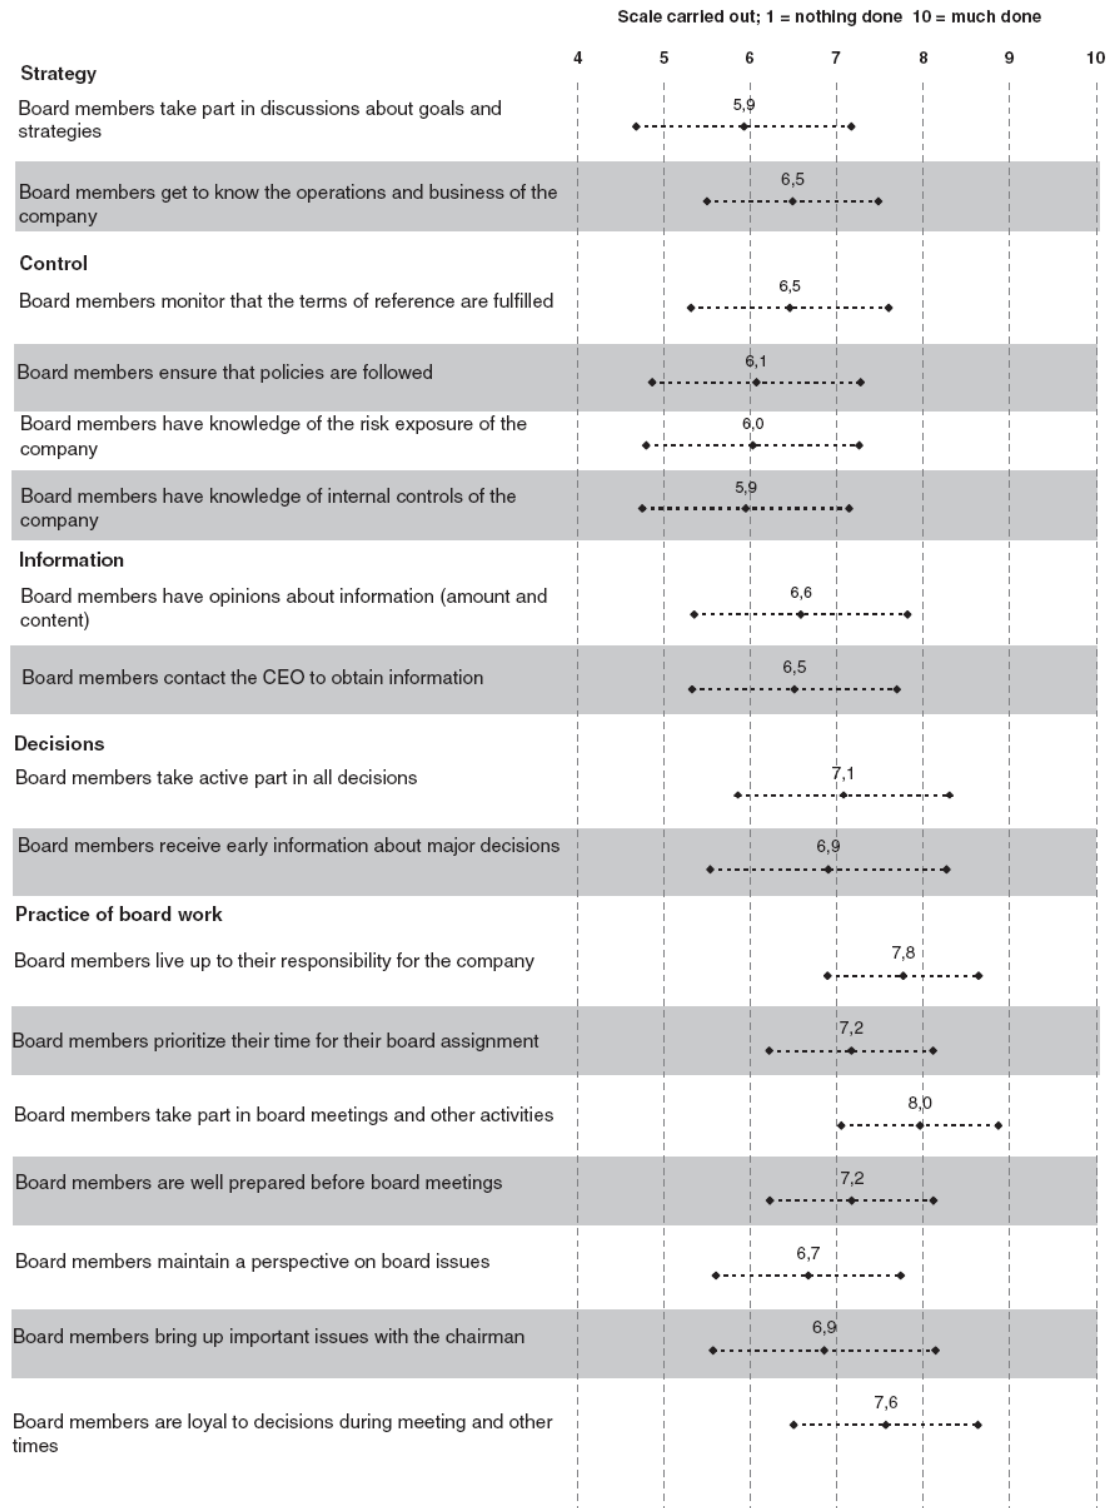 Scale carried out; 1 = nothing done 10 = much done
4 5 6 7 8 9 10
Strategy
Board members take part in discussions about goals and
strategies
5,9
Board members get to know the operations and business of the
company
6,5
Control
Board members monitor that the terms of reference are fulfilled
6,5
Board members ensure that policies are followed
6,1
Board members have knowledge of the risk exposure of the
company
6,0
Board members have knowledge of internal controls of the
company
5,9
Information
Board members have opinions about information (amount and
content)
6,6
Board members contact the CEO to obtain information
6,5
Decisions
Board members take active part in all decisions
7,1
Board members receive early information about major decisions
6,9
Practice of board work
Board members live up to their responsibility for the company
7,8
Board members prioritize their time for their board assignment
7,2
Board members take part in board meetings and other activities
8,0
Board members are well prepared before board meetings
7,2
Board members maintain a perspective on board issues
6,7
Board members bring up important issues with the chairman
6,9
Board members are loyal to decisions during meeting and other
times
7,6